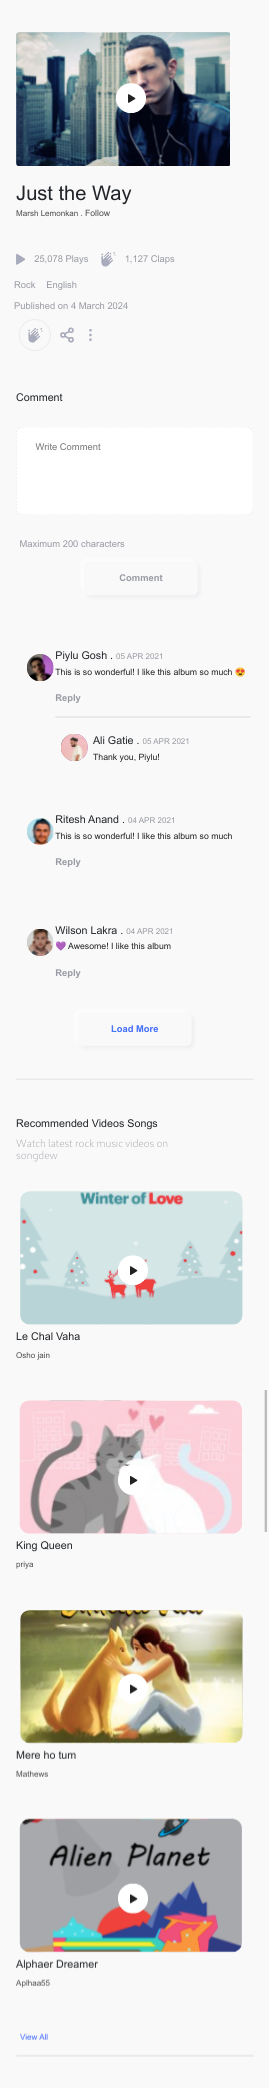 Just the Way
Marsh Lemonkan . Follow
25,078 Plays 1,127 Claps
Rock English
Published on 4 March 2024
Comment
Write Comment
Maximum 200 characters
Comment
Piylu Gosh . 05 APR 2021
This is so wonderful! I like this album so much 😍
Reply
Ali Gatie . 05 APR 2021
Thank you, Piylu!
Ritesh Anand . 04 APR 2021
This is so wonderful! I like this album so much
Reply
Wilson Lakra . 04 APR 2021
💜 Awesome! I like this album
Reply
Load More
Recommended Videos Songs
Watch latest rock music videos on
songdew
Winter of Love
Le Chal Vaha
Osho jain
King Queen
priya
Mere ho tum
Mathews
Alien Planet
Alphaer Dreamer
Aplhaa55
View All